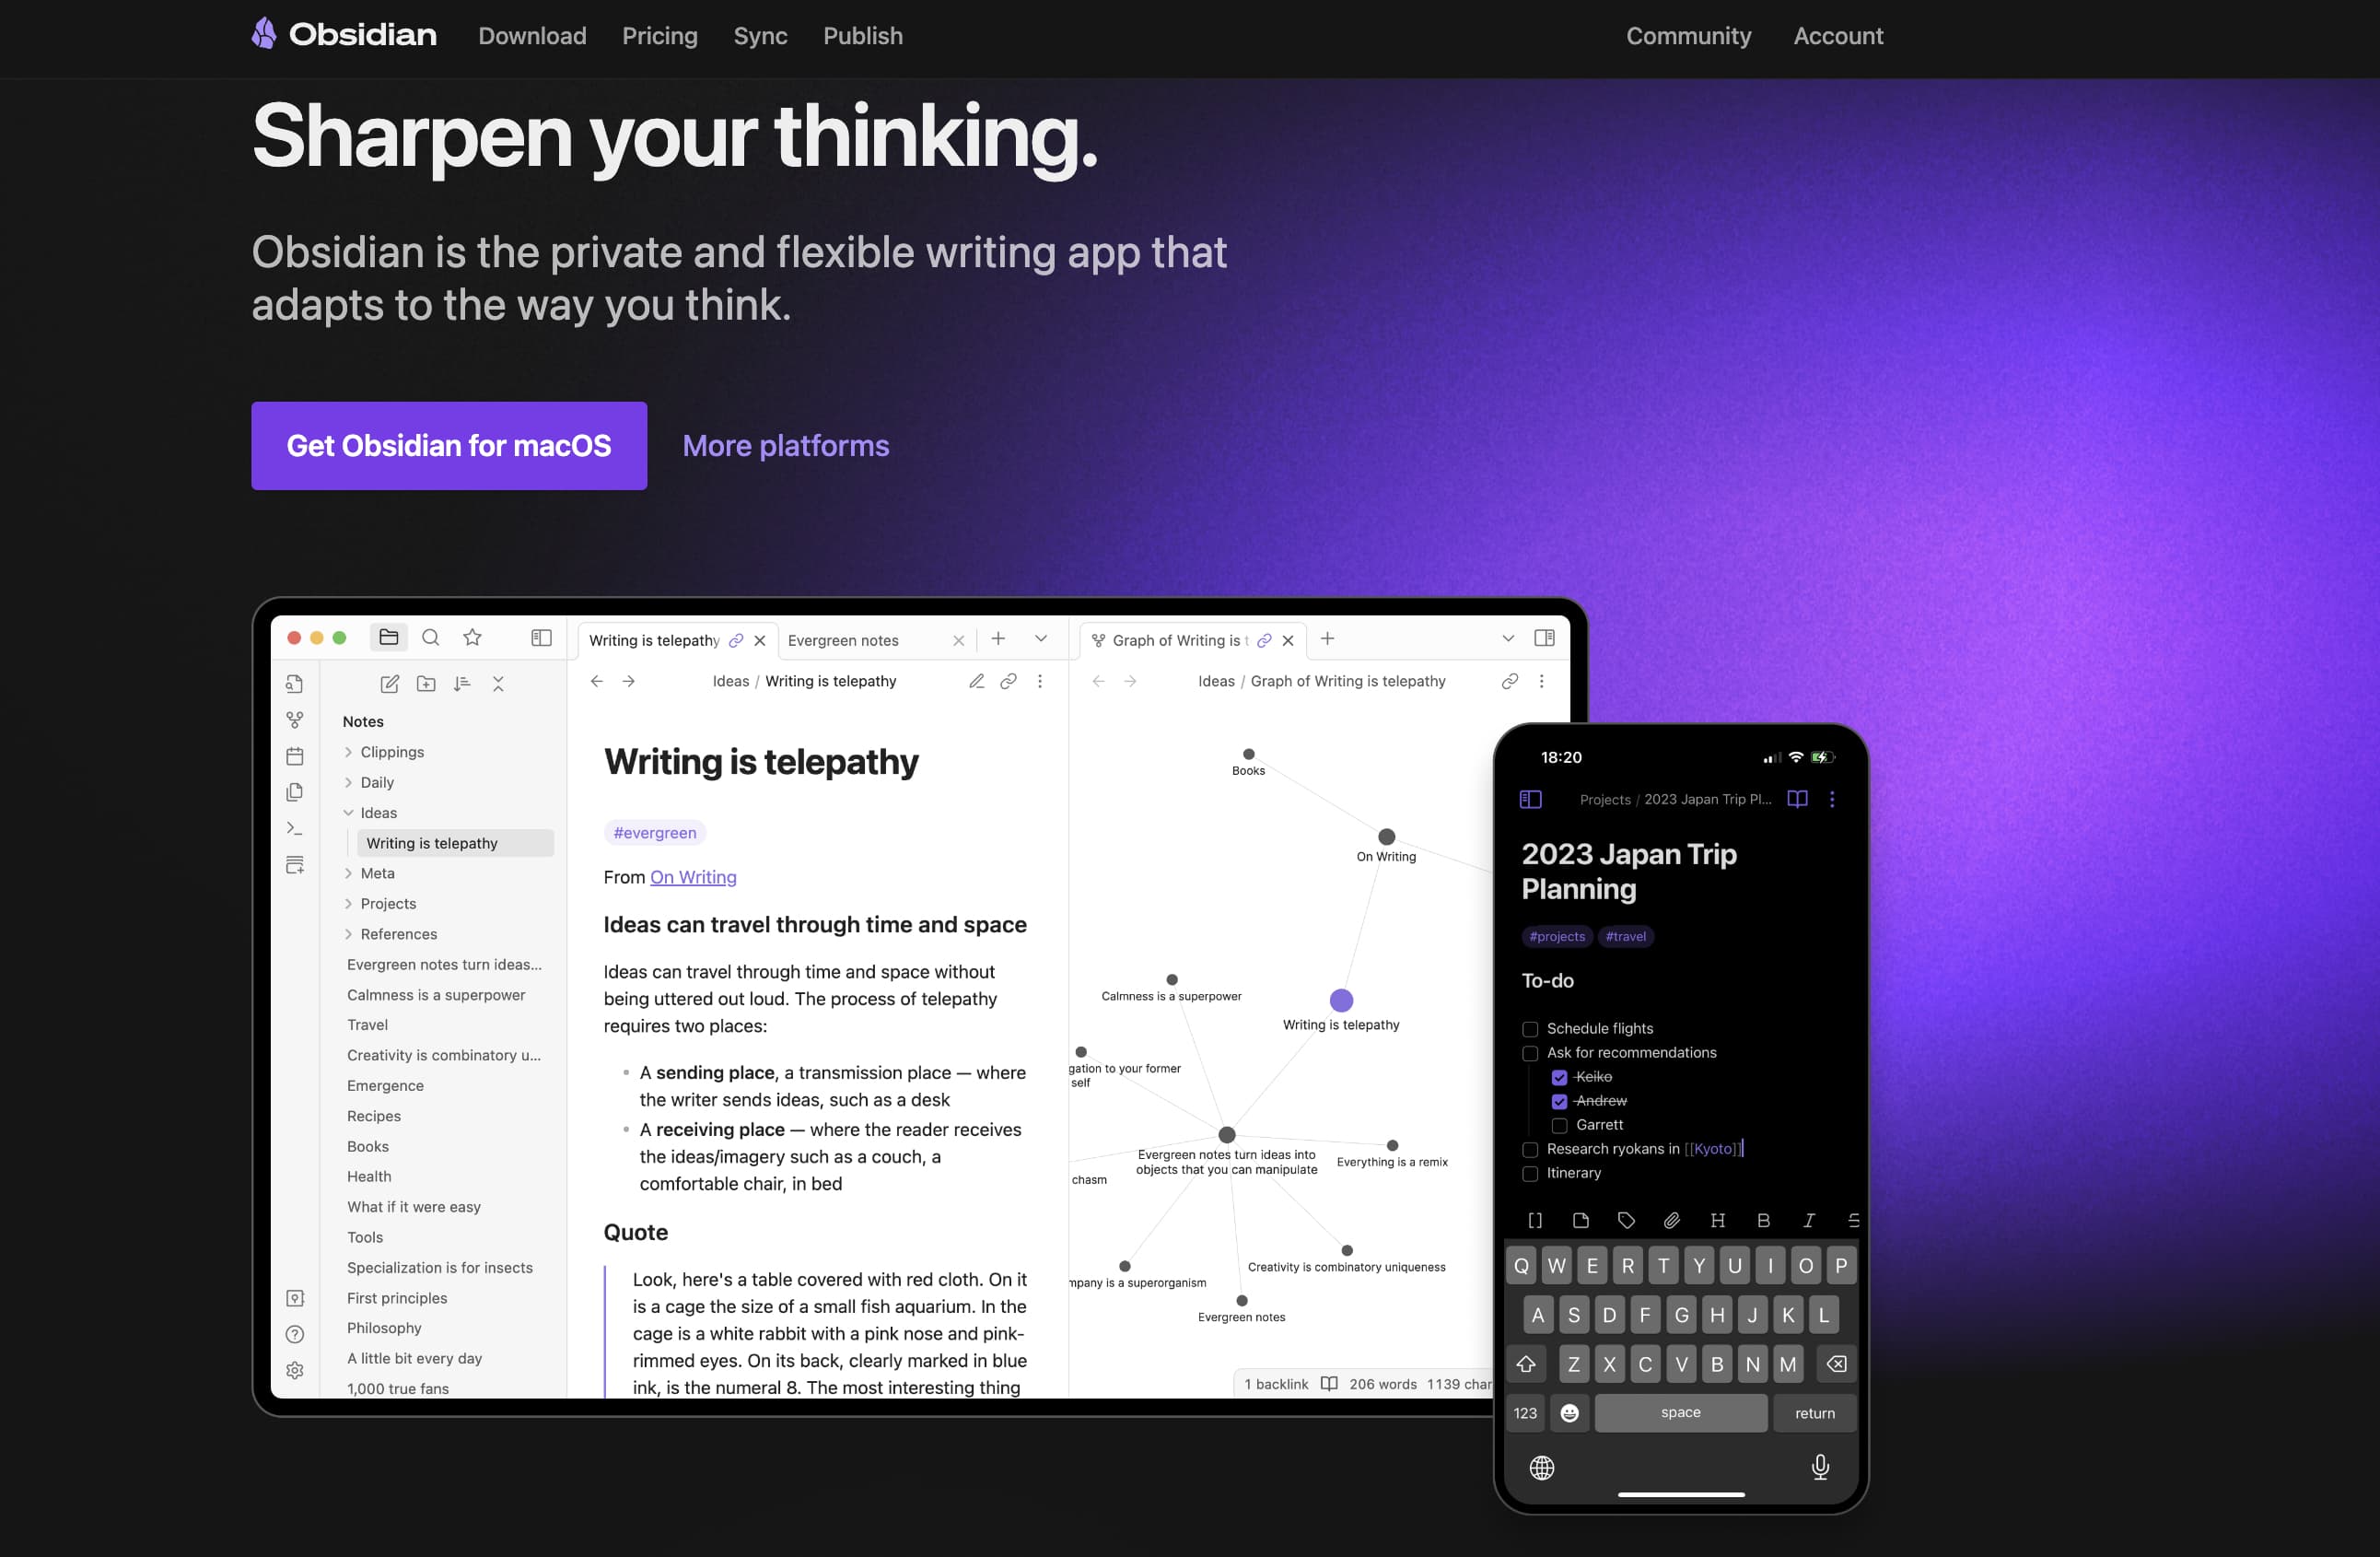 Obsidian Download Pricing Sync Publish Community Account
Sharpen your thinking.
Obsidian is the private and flexible writing app that
adapts to the way you think.
Get Obsidian for macOS More platforms
Writing is telepathy
Evergreen notes
Notes
Clippings
Daily
Ideas
Writing is telepathy
Meta
Projects
References
Evergreen notes turn ideas...
Calmness is a superpower
Travel
Creativity is combinatory u...
Emergence
Recipes
Books
Health
What if it were easy
Tools
Specialization is for insects
First principles
Philosophy
A little bit every day
1,000 true fans
Ideas / Writing is telepathy
Writing is telepathy
#evergreen
From On Writing
Ideas can travel through time and space
Ideas can travel through time and space without
being uttered out loud. The process of telepathy
requires two places:
A sending place, a transmission place — where
the writer sends ideas, such as a desk
A receiving place — where the reader receives
the ideas/imagery such as a couch, a
comfortable chair, in bed
Quote
Look, here's a table covered with red cloth. On it
is a cage the size of a small fish aquarium. In the
cage is a white rabbit with a pink nose and pink-
rimmed eyes. On its back, clearly marked in blue
ink, is the numeral 8. The most interesting thing
Graph of Writing is t
Ideas / Graph of Writing is telepathy
Books
On Writing
Calmness is a superpower
Writing is telepathy
gation to your former
self
Evergreen notes turn ideas into
objects that you can manipulate
Everything is a remix
chasm
Creativity is combinatory uniqueness
mpany is a superorganism
Evergreen notes
1 backlink 206 words 1139 char
18:20
Projects / 2023 Japan Trip Pl...
2023 Japan Trip
Planning
#projects #travel
To-do
Schedule flights
Ask for recommendations
Keiko
Andrew
Garrett
Research ryokans in [[Kyoto]]
Itinerary
[] H B I S
Q W E R T Y U I O P
A S D F G H J K L
Z X C V B N M
123 space return